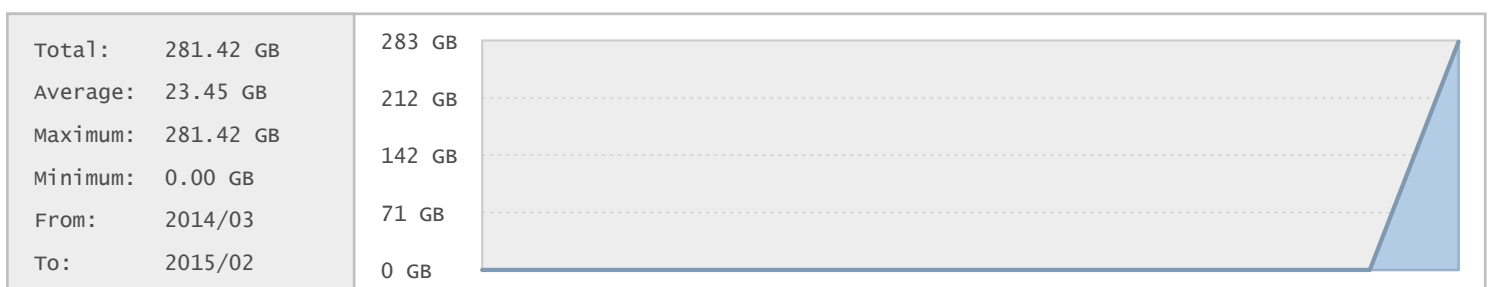 Total: 281.42 GB
Average: 23.45 GB
Maximum: 281.42 GB
Minimum: 0.00 GB
From: 2014/03
To: 2015/02
283 GB
212 GB
142 GB
71 GB
0 GB